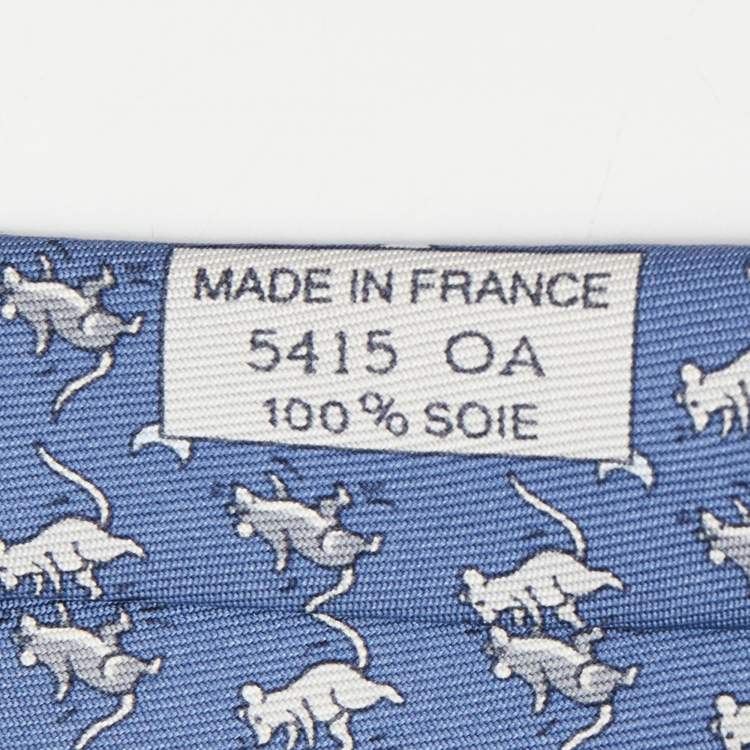 MADE IN FRANCE
5415 OA
100% SOIE